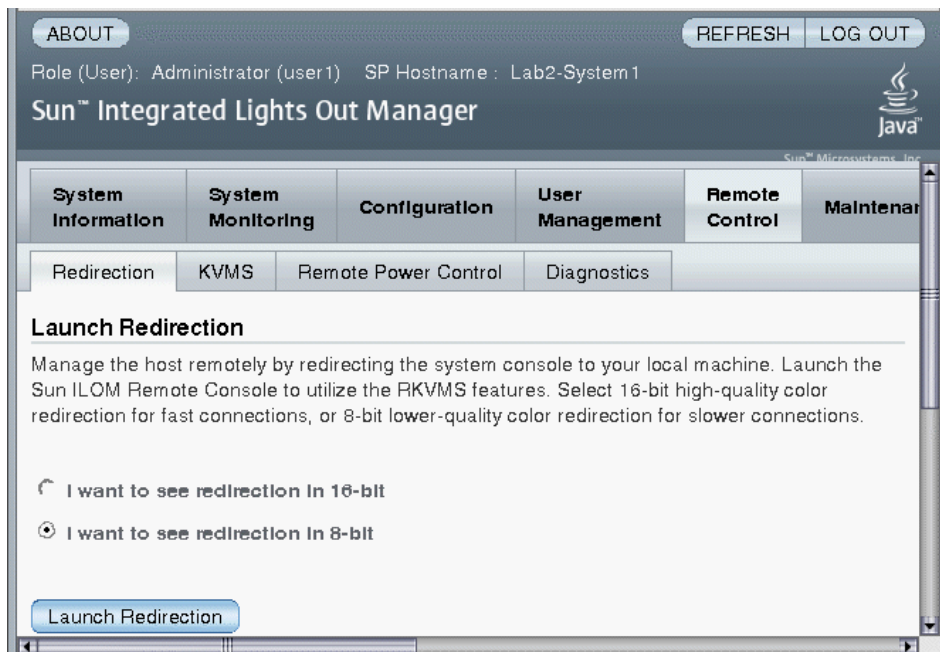 ABOUT
REFRESH
LOG OUT
Role (User): Administrator (user1) SP Hostname : Lab2-System1
Sun™ Integrated Lights Out Manager
Java™
Sun™ Microsystems, Inc
System Information
System Monitoring
Configuration
User Management
Remote Control
Maintenan
Redirection
KVMS
Remote Power Control
Diagnostics
Launch Redirection
Manage the host remotely by redirecting the system console to your local machine. Launch the
Sun ILOM Remote Console to utilize the RKVMS features. Select 16-bit high-quality color
redirection for fast connections, or 8-bit lower-quality color redirection for slower connections.
I want to see redirection in 16-bit
I want to see redirection in 8-bit
Launch Redirection